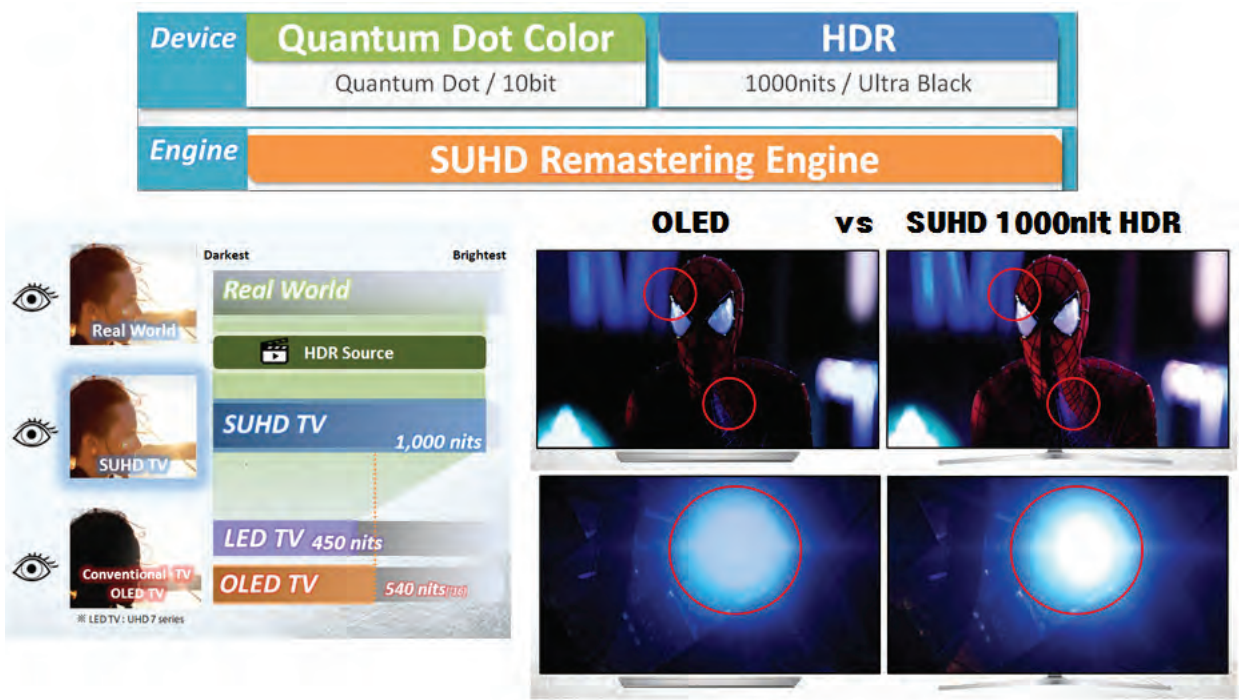 Device
Quantum Dot Color
HDR
Quantum Dot / 10bit
1000nits / Ultra Black
Engine
SUHD Remastering Engine
OLED vs SUHD 1000nit HDR
Darkest
Brightest
Real World
Real World
HDR Source
SUHD TV
1,000 nits
SUHD TV
LED TV 450 nits
Conventional TV
OLED TV
OLED TV
540 nits('16)
※ LED TV : UHD 7 series